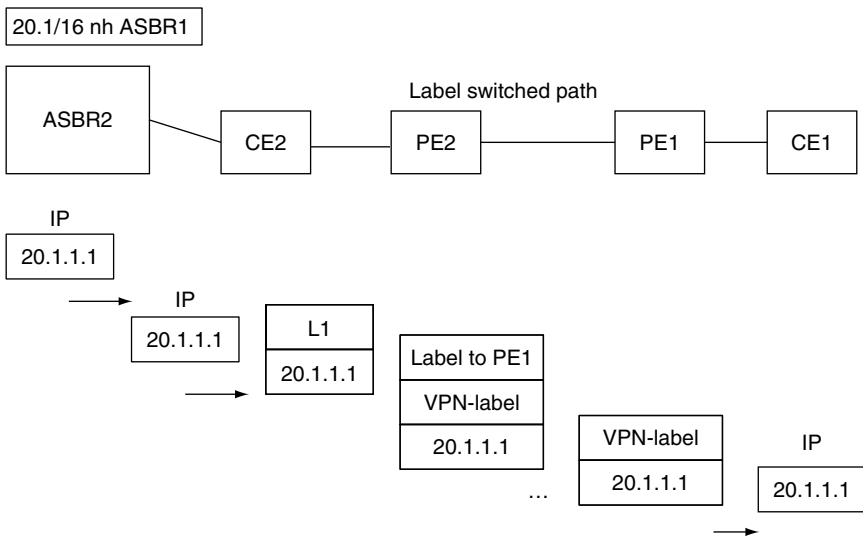 20.1/16 nh ASBR1
Label switched path
ASBR2
CE2
PE2
PE1
CE1
IP
20.1.1.1
IP
20.1.1.1
L1
20.1.1.1
Label to PE1
VPN-label
20.1.1.1
...
VPN-label
20.1.1.1
IP
20.1.1.1